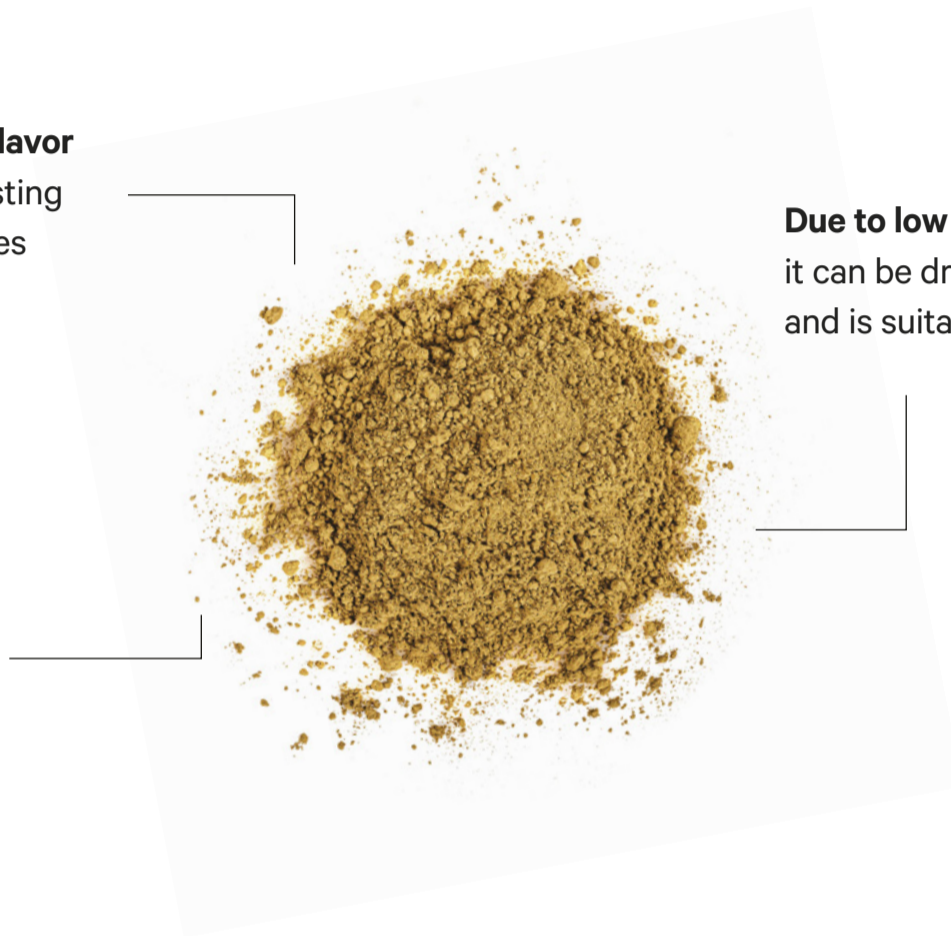 lavor
sting
es
Due to low
it can be dr
and is suita